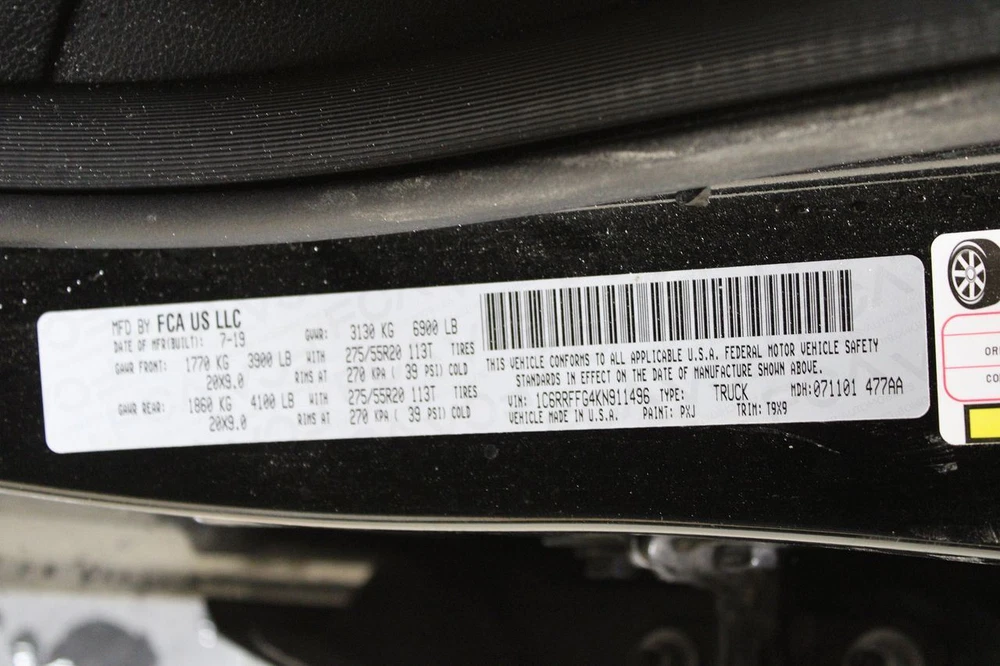 MFD BY FCA US LLC
DATE OF MFR(BUILT): 7-19
GVWR: 3130 KG 6900 LB
GAWR FRONT: 1770 KG 3900 LB WITH 275/55R20 113T TIRES
20X9.0 RIMS AT 270 KPA ( 39 PSI) COLD
GAWR REAR: 1860 KG 4100 LB WITH 275/55R20 113T TIRES
20X9.0 RIMS AT 270 KPA ( 39 PSI) COLD
THIS VEHICLE CONFORMS TO ALL APPLICABLE U.S.A. FEDERAL MOTOR VEHICLE SAFETY
STANDARDS IN EFFECT ON THE DATE OF MANUFACTURE SHOWN ABOVE.
VIN: 1C6RRFFG4KN911496 TYPE: TRUCK MDH:071101 477AA
VEHICLE MADE IN U.S.A. PAINT: PXJ TRIM: T9X9